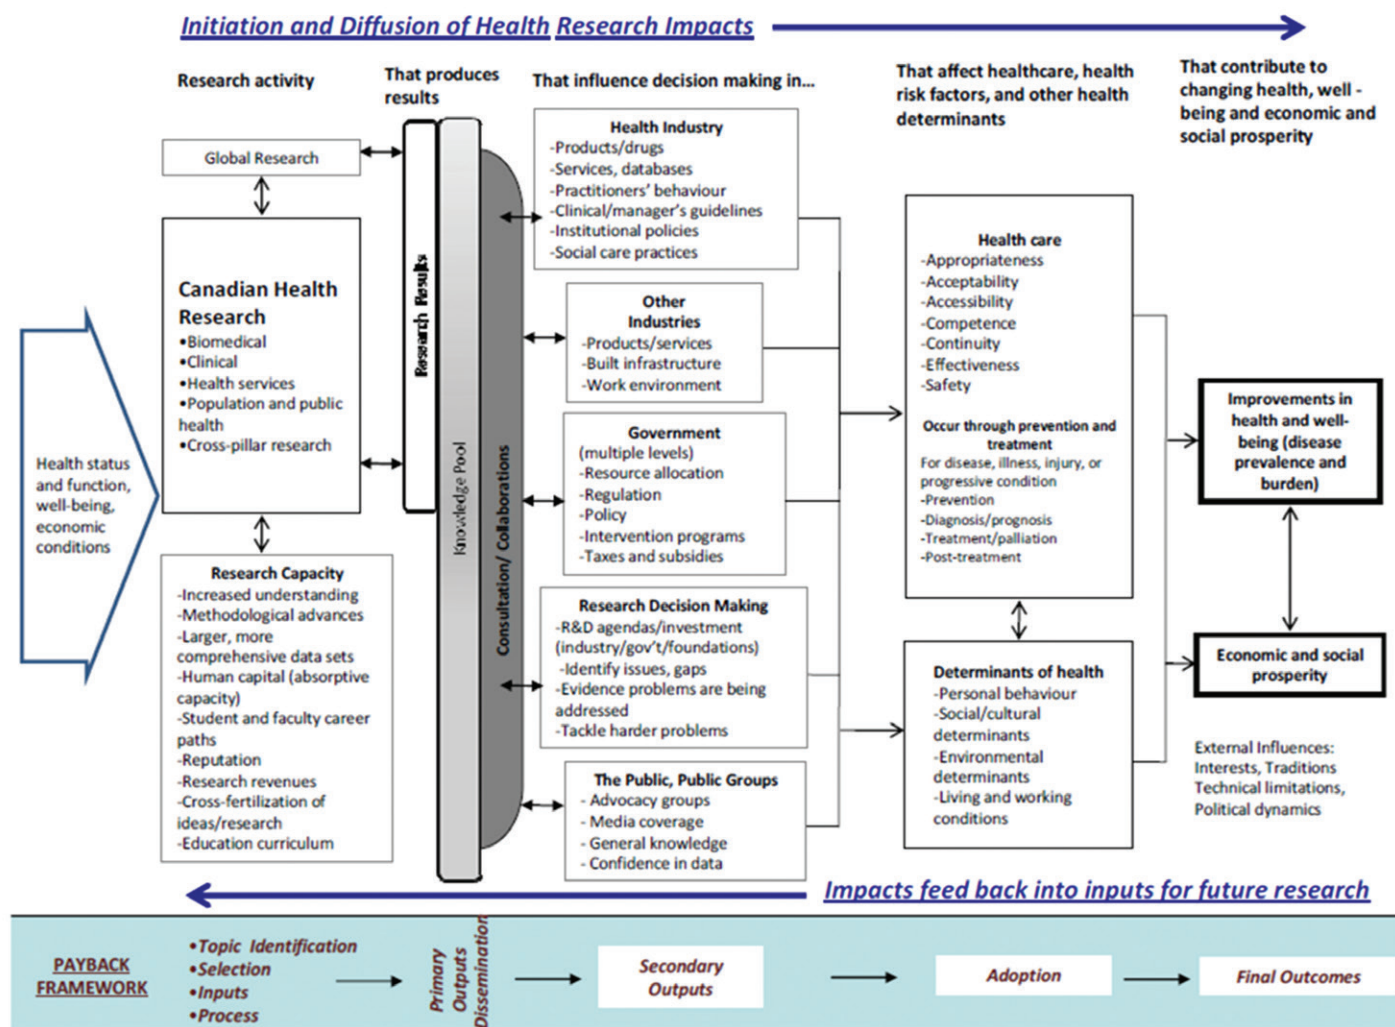 Initiation and Diffusion of Health Research Impacts
Research activity
That produces
results
That influence decision making in...
That affect healthcare, health
risk factors, and other health
determinants
That contribute to
changing health, well -
being and economic and
social prosperity
Global Research
Canadian Health
Research
•Biomedical
•Clinical
•Health services
•Population and public
health
•Cross-pillar research
Health status
and function,
well-being,
economic
conditions
Research Capacity
-Increased understanding
-Methodological advances
-Larger, more
comprehensive data sets
-Human capital (absorptive
capacity)
-Student and faculty career
paths
-Reputation
-Research revenues
-Cross-fertilization of
ideas/research
-Education curriculum
Research Results
Knowledge Pool
Consultation/ Collaborations
Health Industry
-Products/drugs
-Services, databases
-Practitioners' behaviour
-Clinical/manager's guidelines
-Institutional policies
-Social care practices
Other
Industries
-Products/services
-Built infrastructure
-Work environment
Government
(multiple levels)
-Resource allocation
-Regulation
-Policy
-Intervention programs
-Taxes and subsidies
Research Decision Making
-R&D agendas/investment
(industry/gov't/foundations)
-Identify issues, gaps
-Evidence problems are being
addressed
-Tackle harder problems
The Public, Public Groups
- Advocacy groups
- Media coverage
- General knowledge
- Confidence in data
Health care
-Appropriateness
-Acceptability
-Accessibility
-Competence
-Continuity
-Effectiveness
-Safety
Occur through prevention and
treatment
For disease, illness, injury, or
progressive condition
-Prevention
-Diagnosis/prognosis
-Treatment/palliation
-Post-treatment
Determinants of health
-Personal behaviour
-Social/cultural
determinants
-Environmental
determinants
-Living and working
conditions
Improvements in
health and well-
being (disease
prevalence and
burden)
Economic and social
prosperity
External Influences:
Interests, Traditions
Technical limitations,
Political dynamics
Impacts feed back into inputs for future research
PAYBACK
FRAMEWORK
•Topic Identification
•Selection
•Inputs
•Process
Primary
Outputs
Dissemination
Secondary
Outputs
Adoption
Final Outcomes